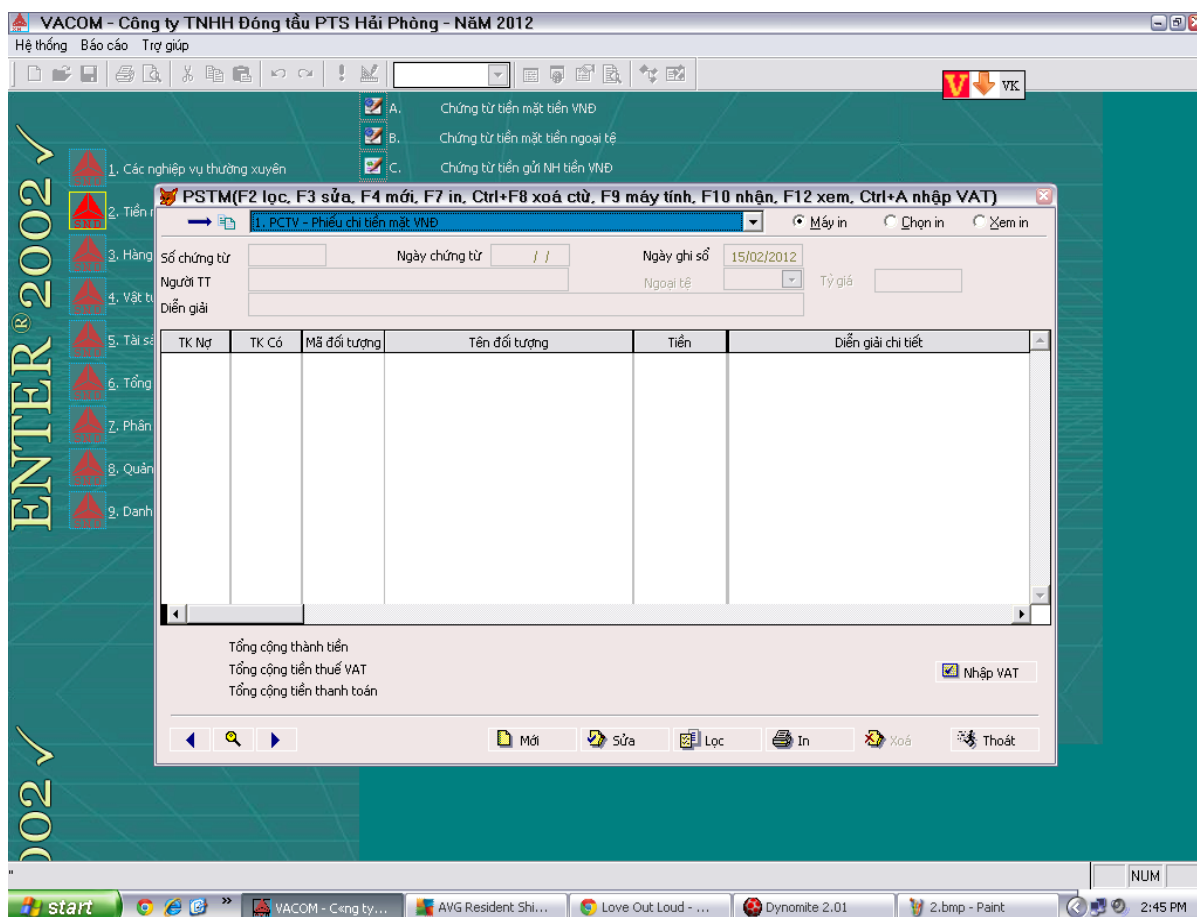 VACOM - Công ty TNHH Đóng tầu PTS Hải Phòng - NăM 2012
Hệ thống Báo cáo Trợ giúp
V VK
A. Chứng từ tiền mặt tiền VNĐ
B. Chứng từ tiền mặt tiền ngoại tệ
C. Chứng từ tiền gửi NH tiền VNĐ
ENTER® 2002 √
002 √
1. Các nghiệp vụ thường xuyên
2. Tiền
3. Hàng
4. Vật
5. Tài
6. Tổng
7. Phân
8. Quản
9. Danh
PSTM(F2 lọc, F3 sửa, F4 mới, F7 in, Ctrl+F8 xoá ctừ, F9 máy tính, F10 nhận, F12 xem, Ctrl+A nhập VAT)
1. PCTV - Phiếu chi tiền mặt VNĐ Máy in Chọn in Xem in
Số chứng từ Ngày chứng từ / / Ngày ghi sổ 15/02/2012
Người TT Ngoại tệ Tỷ giá
Diễn giải
TK Nợ TK Có Mã đối tượng Tên đối tượng Tiền Diễn giải chi tiết
Tổng cộng thành tiền
Tổng cộng tiền thuế VAT
Nhập VAT
Tổng cộng tiền thanh toán
Mới Sửa Lọc In Xoá Thoát
" NUM
start » VACOM - C«ng ty... AVG Resident Shi... Love Out Loud - ... Dynomite 2.01 2.bmp - Paint 2:45 PM